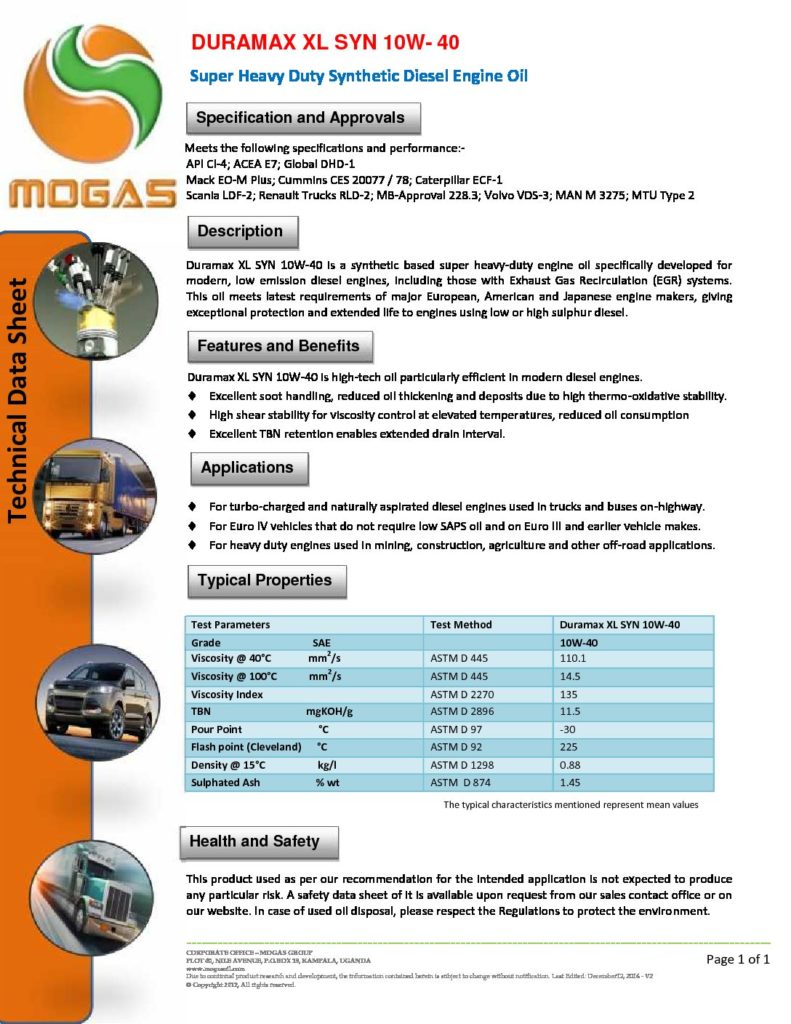 MOGAS
Technical Data Sheet
DURAMAX XL SYN 10W- 40
Super Heavy Duty Synthetic Diesel Engine Oil
Specification and Approvals
Meets the following specifications and performance:-
API CI-4; ACEA E7; Global DHD-1
Mack EO-M Plus; Cummins CES 20077 / 78; Caterpillar ECF-1
Scania LDF-2; Renault Trucks RLD-2; MB-Approval 228.3; Volvo VDS-3; MAN M 3275; MTU Type 2
Description
Duramax XL SYN 10W-40 is a synthetic based super heavy-duty engine oil specifically developed for
modern, low emission diesel engines, including those with Exhaust Gas Recirculation (EGR) systems.
This oil meets latest requirements of major European, American and Japanese engine makers, giving
exceptional protection and extended life to engines using low or high sulphur diesel.
Features and Benefits
Duramax XL SYN 10W-40 is high-tech oil particularly efficient in modern diesel engines.
♦ Excellent soot handling, reduced oil thickening and deposits due to high thermo-oxidative stability.
♦ High shear stability for viscosity control at elevated temperatures, reduced oil consumption
♦ Excellent TBN retention enables extended drain interval.
Applications
♦ For turbo-charged and naturally aspirated diesel engines used in trucks and buses on-highway.
♦ For Euro IV vehicles that do not require low SAPS oil and on Euro III and earlier vehicle makes.
♦ For heavy duty engines used in mining, construction, agriculture and other off-road applications.
Typical Properties
Test Parameters Test Method Duramax XL SYN 10W-40
Grade SAE 10W-40
Viscosity @ 40°C mm²/s ASTM D 445 110.1
Viscosity @ 100°C mm²/s ASTM D 445 14.5
Viscosity Index ASTM D 2270 135
TBN mgKOH/g ASTM D 2896 11.5
Pour Point °C ASTM D 97 -30
Flash point (Cleveland) °C ASTM D 92 225
Density @ 15°C kg/l ASTM D 1298 0.88
Sulphated Ash % wt ASTM D 874 1.45
The typical characteristics mentioned represent mean values
Health and Safety
This product used as per our recommendation for the intended application is not expected to produce
any particular risk. A safety data sheet of it is available upon request from our sales contact office or on
our website. In case of used oil disposal, please respect the Regulations to protect the environment.
CORPORATE OFFICE – MOGAS GROUP
PLOT 42, NILE AVENUE, P.O.BOX 29, KAMPALA, UGANDA
Due to continual product research and development, the information contained herein is subject to change without notification. Last Edited: December12, 2014 - V2
© Copyright 2012, All rights reserved.
Page 1 of 1